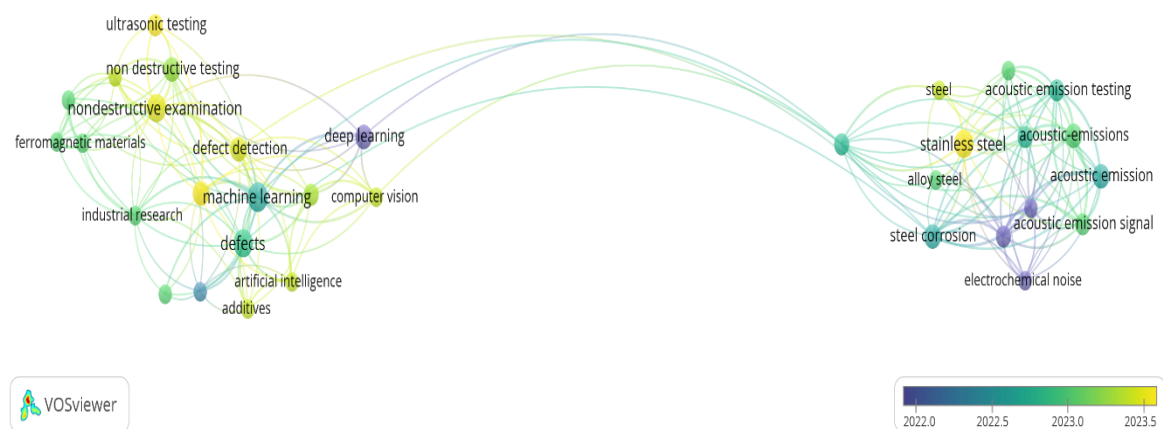 ultrasonic testing
non destructive testing
nondestructive examination
ferromagnetic materials
defect detection
deep learning
machine learning
computer vision
industrial research
defects
artificial intelligence
additives
steel
acoustic emission testing
stainless steel
acoustic-emissions
alloy steel
acoustic emission
steel corrosion
acoustic emission signal
electrochemical noise
VOSviewer
2022.0 2022.5 2023.0 2023.5